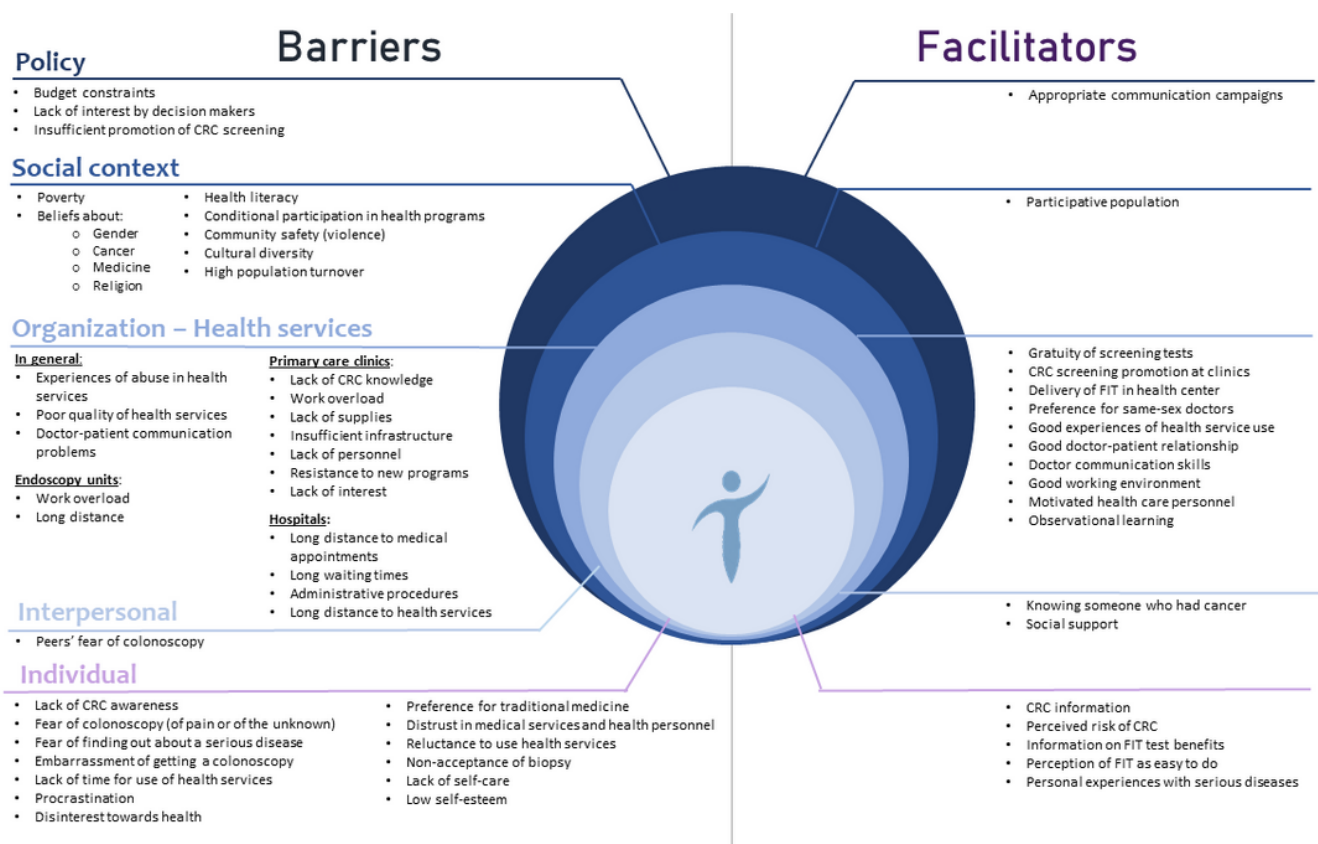 Barriers
Facilitators
Policy
• Budget constraints
• Lack of interest by decision makers
• Insufficient promotion of CRC screening
• Appropriate communication campaigns
Social context
• Poverty
• Beliefs about:
o Gender
o Cancer
o Medicine
o Religion
• Health literacy
• Conditional participation in health programs
• Community safety (violence)
• Cultural diversity
• High population turnover
• Participative population
Organization – Health services
In general:
• Experiences of abuse in health
services
• Poor quality of health services
• Doctor-patient communication
problems
Endoscopy units:
• Work overload
• Long distance
Primary care clinics:
• Lack of CRC knowledge
• Work overload
• Lack of supplies
• Insufficient infrastructure
• Lack of personnel
• Resistance to new programs
• Lack of interest
Hospitals:
• Long distance to medical
appointments
• Long waiting times
• Administrative procedures
• Long distance to health services
• Gratuity of screening tests
• CRC screening promotion at clinics
• Delivery of FIT in health center
• Preference for same-sex doctors
• Good experiences of health service use
• Good doctor-patient relationship
• Doctor communication skills
• Good working environment
• Motivated health care personnel
• Observational learning
Interpersonal
• Peers’ fear of colonoscopy
• Knowing someone who had cancer
• Social support
Individual
• Lack of CRC awareness
• Fear of colonoscopy (of pain or of the unknown)
• Fear of finding out about a serious disease
• Embarrassment of getting a colonoscopy
• Lack of time for use of health services
• Procrastination
• Disinterest towards health
• Preference for traditional medicine
• Distrust in medical services and health personnel
• Reluctance to use health services
• Non-acceptance of biopsy
• Lack of self-care
• Low self-esteem
• CRC information
• Perceived risk of CRC
• Information on FIT test benefits
• Perception of FIT as easy to do
• Personal experiences with serious diseases